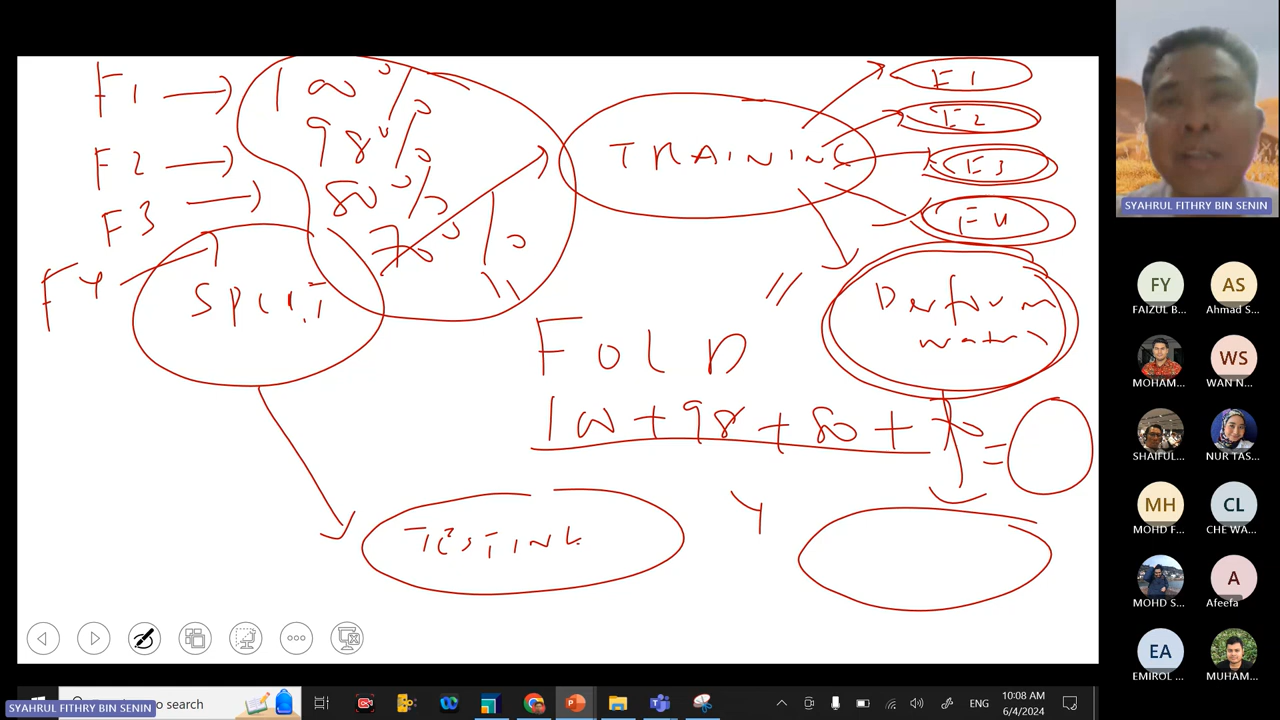 F1 → 100%
F2 → 98%
F3 → 80%
F4 70%
SPLIT
TRAINING
F1
F2
F3
F4
FOLD
100 + 98 + 80 + 70 =
4
TESTING
SYAHRUL FITHRY BIN SENIN
FY
FAIZUL B...
AS
Ahmad S...
MOHAM...
WS
WAN N...
SHAIFUL...
NUR TAS...
MH
MOHD F...
CL
CHE WA...
MOHD S...
A
Afeefa
EA
EMIROL ...
MUHAM...
SYAHRUL FITHRY BIN SENIN
to search
ENG
10:08 AM
6/4/2024